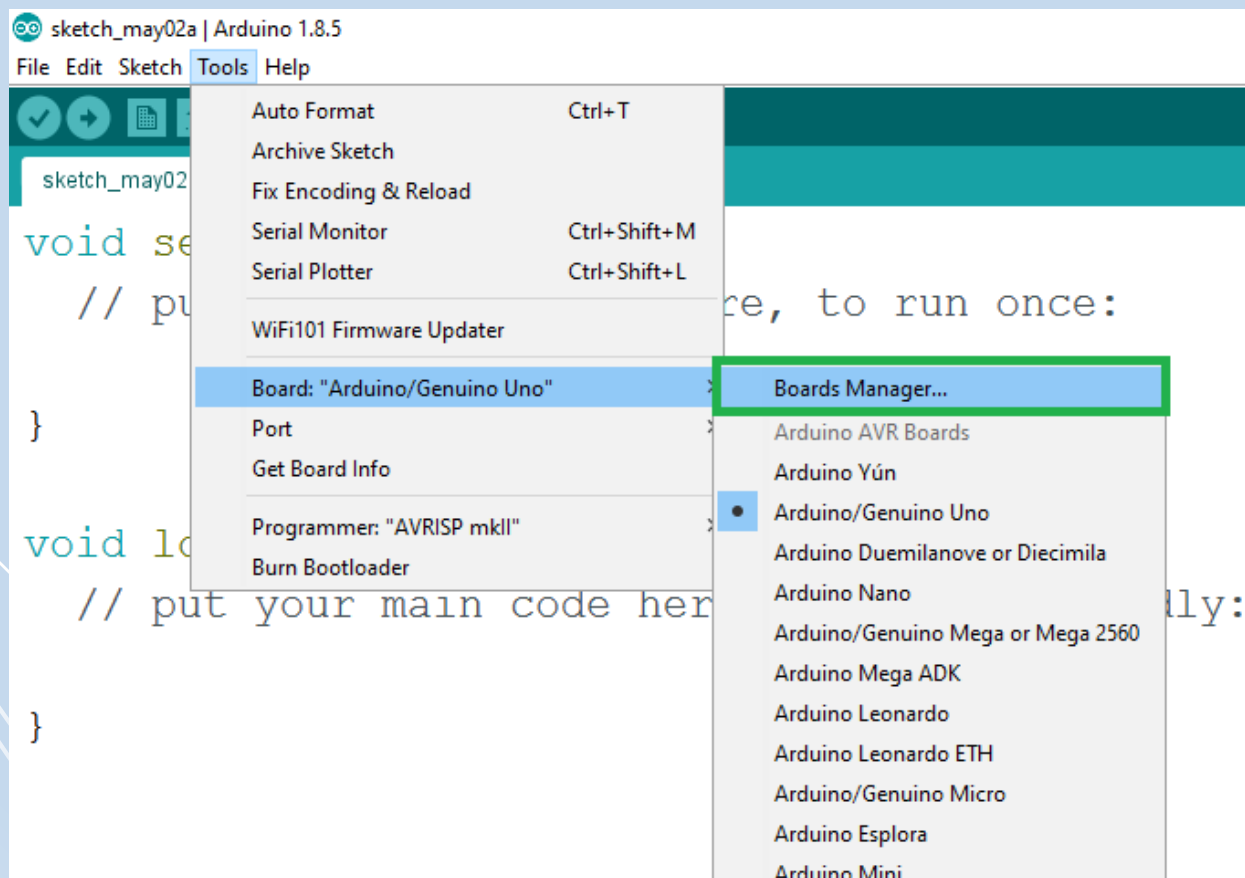 sketch_may02a | Arduino 1.8.5
File Edit Sketch Tools Help
sketch_may02
Auto Format Ctrl+T
Archive Sketch
Fix Encoding & Reload
Serial Monitor Ctrl+Shift+M
Serial Plotter Ctrl+Shift+L
WiFi101 Firmware Updater
Board: "Arduino/Genuino Uno"
Port
Get Board Info
Programmer: "AVRISP mkII"
Burn Bootloader
Boards Manager...
Arduino AVR Boards
Arduino Yún
Arduino/Genuino Uno
Arduino Duemilanove or Diecimila
Arduino Nano
Arduino/Genuino Mega or Mega 2560
Arduino Mega ADK
Arduino Leonardo
Arduino Leonardo ETH
Arduino/Genuino Micro
Arduino Esplora
Arduino Mini
void se
// pu re, to run once:
}
void lo
// put your main code her dly:
}